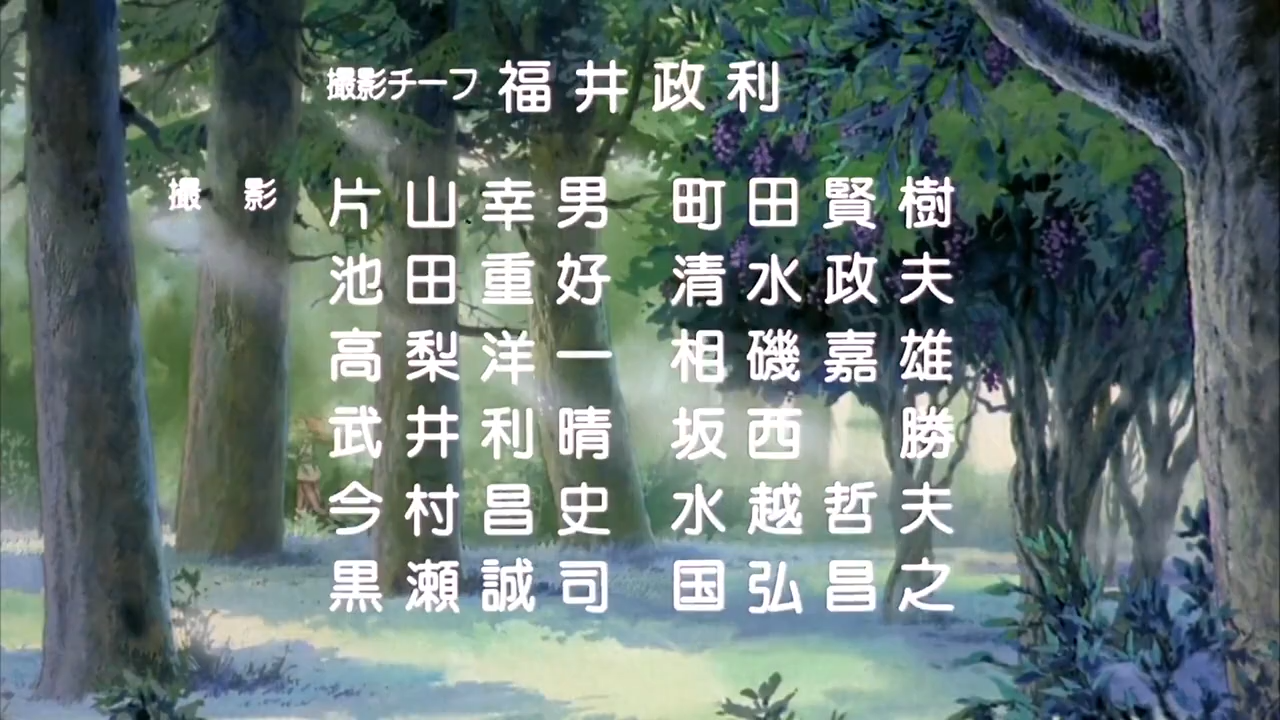 撮影チーフ 福井政利
撮影 片山幸男 町田賢樹
池田重好 清水政夫
高梨洋一 相磯嘉雄
武井利晴 坂西 勝
今村昌史 水越哲夫
黒瀬誠司 国弘昌之